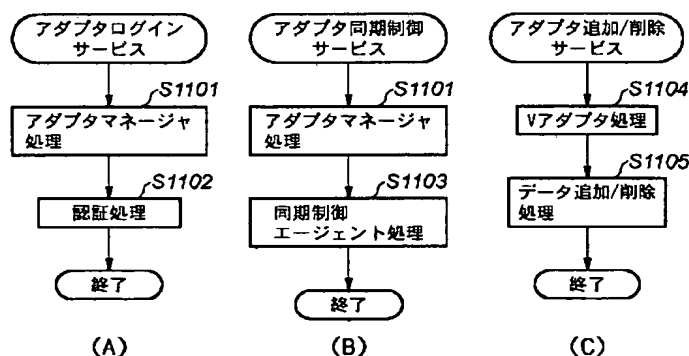 アダプタログイン
サービス
S1101
アダプタマネージャ
処理
S1102
認証処理
終了
(A)
アダプタ同期制御
サービス
S1101
アダプタマネージャ
処理
S1103
同期制御
エージェント処理
終了
(B)
アダプタ追加/削除
サービス
S1104
Vアダプタ処理
S1105
データ追加/削除
処理
終了
(C)